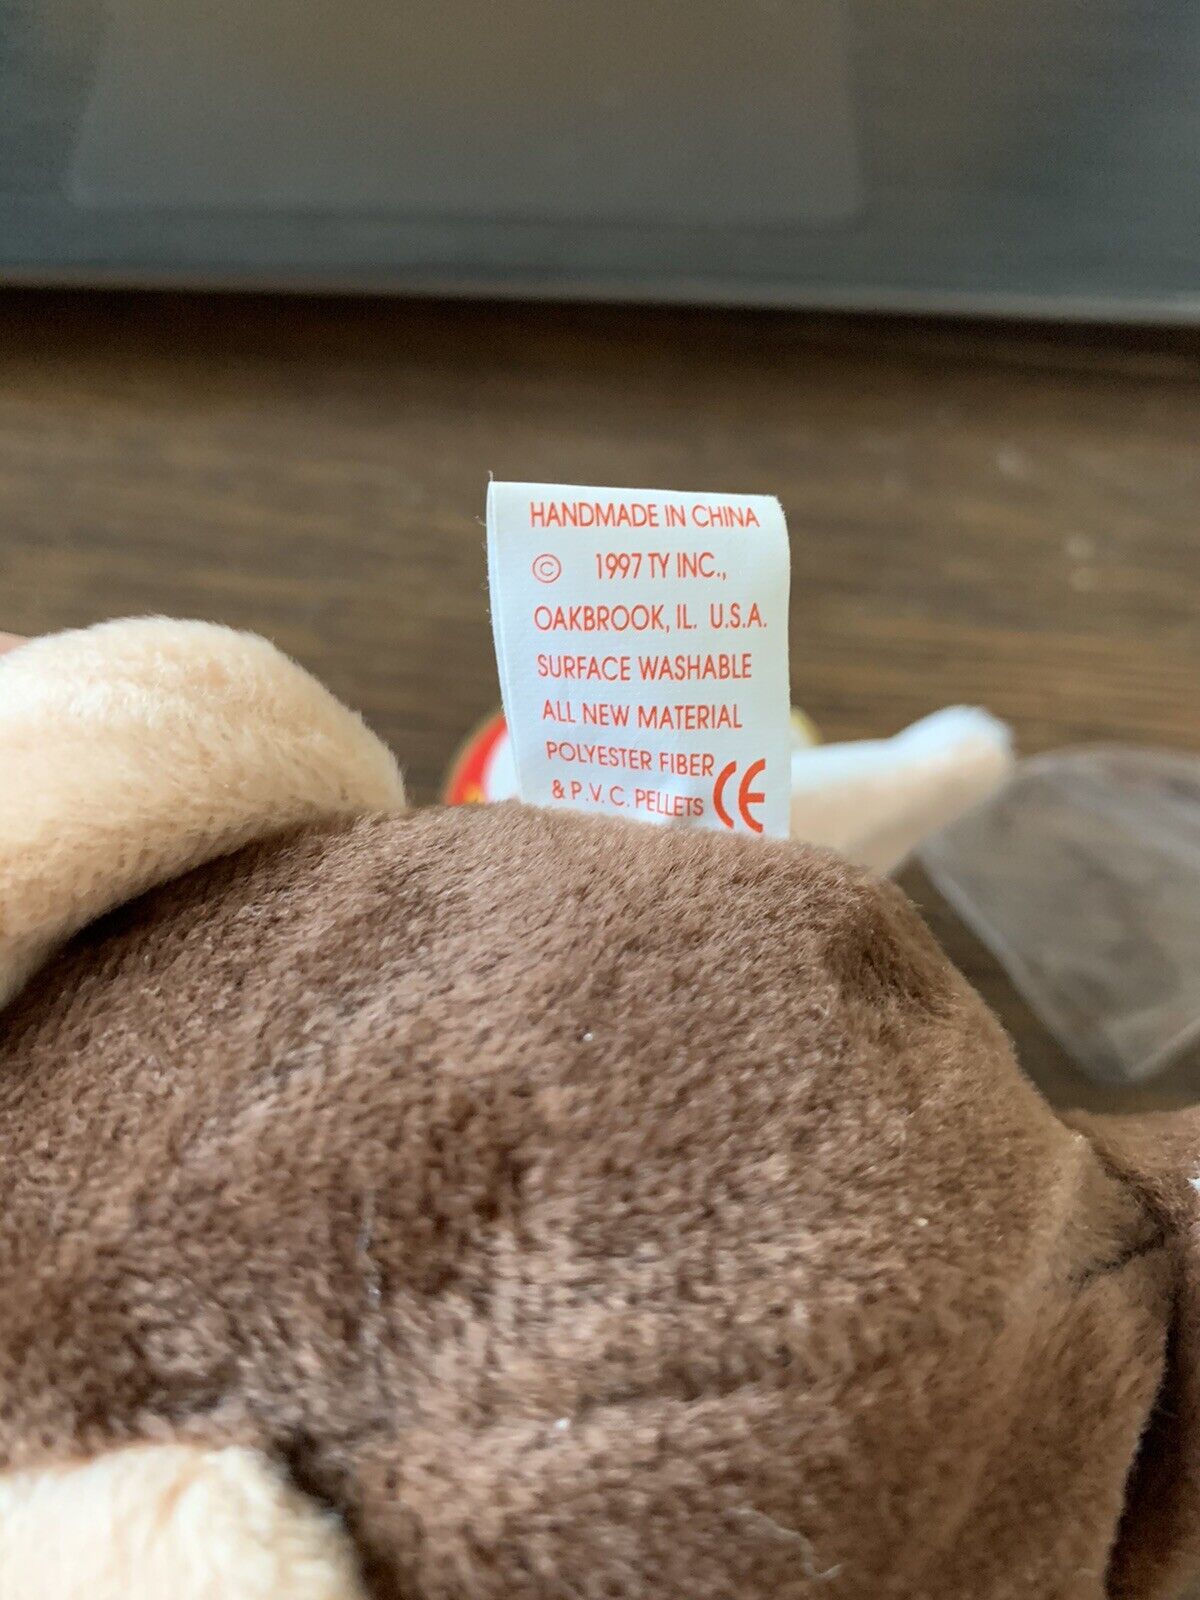 HANDMADE IN CHINA
© 1997 TY INC.,
OAKBROOK, IL. U.S.A.
SURFACE WASHABLE
ALL NEW MATERIAL
POLYESTER FIBER
& P.V.C. PELLETS CE